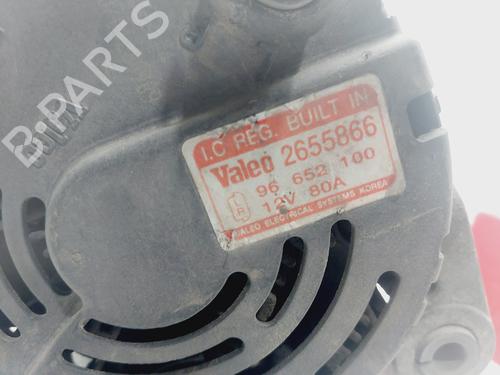 B-PARTS
I.C REG. BUILT IN
Valeo 2655866
96 652 100
R 12V 80A
VALEO ELECTRICAL SYSTEMS KOREA